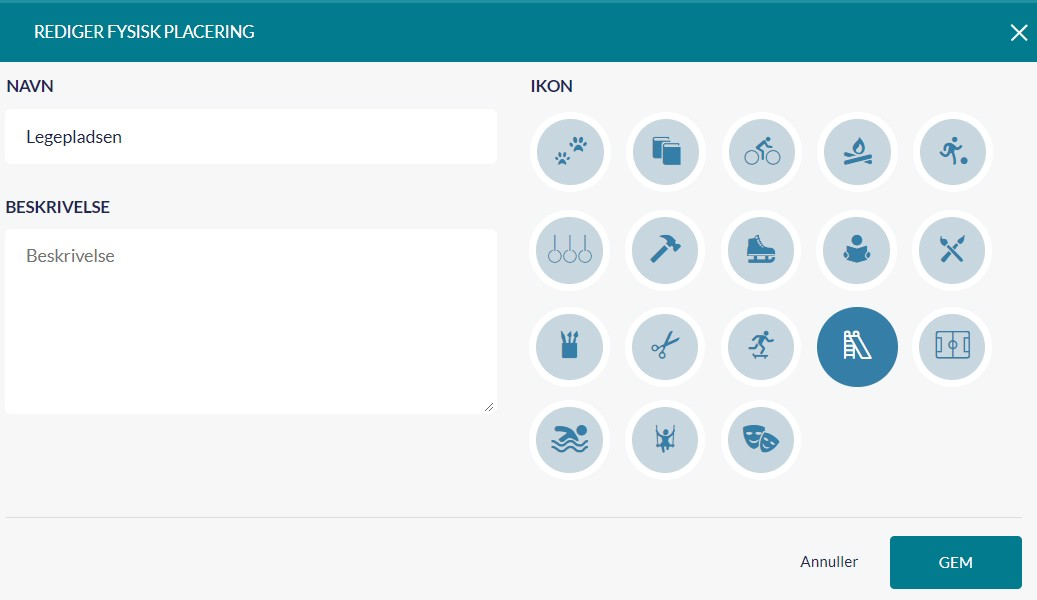 REDIGER FYSISK PLACERING
NAVN
Legepladsen
BESKRIVELSE
Beskrivelse
IKON
Annuller
GEM